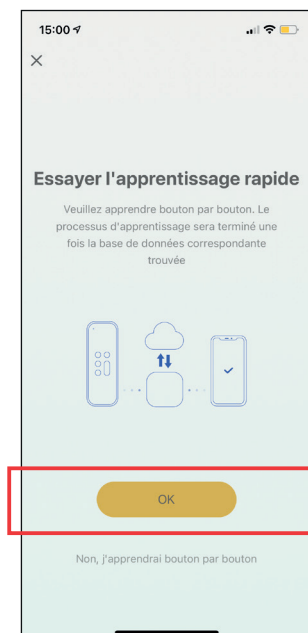 15:00
Essayer l'apprentissage rapide
Veuillez apprendre bouton par bouton. Le
processus d'apprentissage sera terminé une
fois la base de données correspondante
trouvée
OK
Non, j'apprendrai bouton par bouton